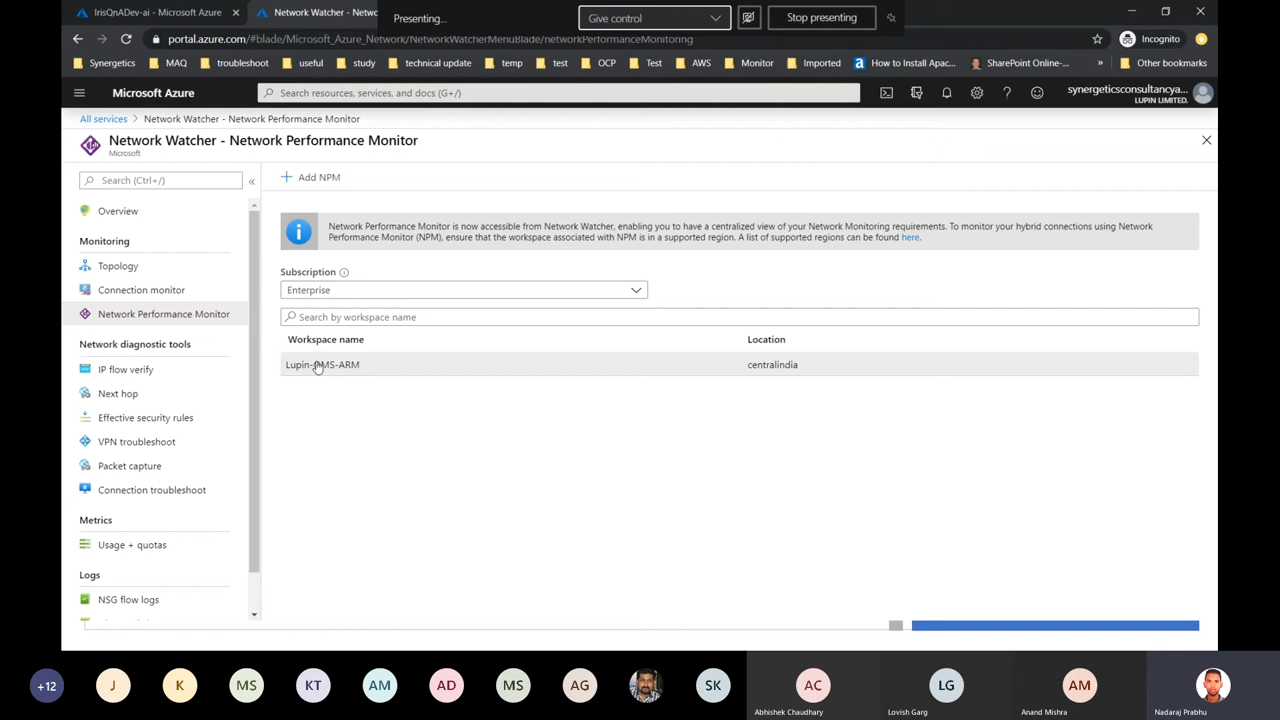 IrisQnADev-ai - Microsoft Azure
Network Watcher - Netwo
Presenting...
Give control
Stop presenting
portal.azure.com/#blade/Microsoft_Azure_Network/NetworkWatcherMenuBlade/networkPerformanceMonitoring
Incognito
Synergetics
MAQ
troubleshoot
useful
study
technical update
temp
test
OCP
Test
AWS
Monitor
Imported
How to Install Apac...
SharePoint Online-...
Other bookmarks
Microsoft Azure
Search resources, services, and docs (G+/)
synergeticsconsultancya...
LUPIN LIMITED.
All services
Network Watcher - Network Performance Monitor
Network Watcher - Network Performance Monitor
Microsoft
Search (Ctrl+/)
Overview
Monitoring
Topology
Connection monitor
Network Performance Monitor
Network diagnostic tools
IP flow verify
Next hop
Effective security rules
VPN troubleshoot
Packet capture
Connection troubleshoot
Metrics
Usage + quotas
Logs
NSG flow logs
Add NPM
Network Performance Monitor is now accessible from Network Watcher, enabling you to have a centralized view of your Network Monitoring requirements. To monitor your hybrid connections using Network
Performance Monitor (NPM), ensure that the workspace associated with NPM is in a supported region. A list of supported regions can be found here.
Subscription
Enterprise
Search by workspace name
Workspace name
Location
centralindia
+12
J
K
MS
KT
AM
AD
MS
AG
SK
AC
Abhishek Chaudhary
LG
Lovish Garg
AM
Anand Mishra
Nadaraj Prabhu